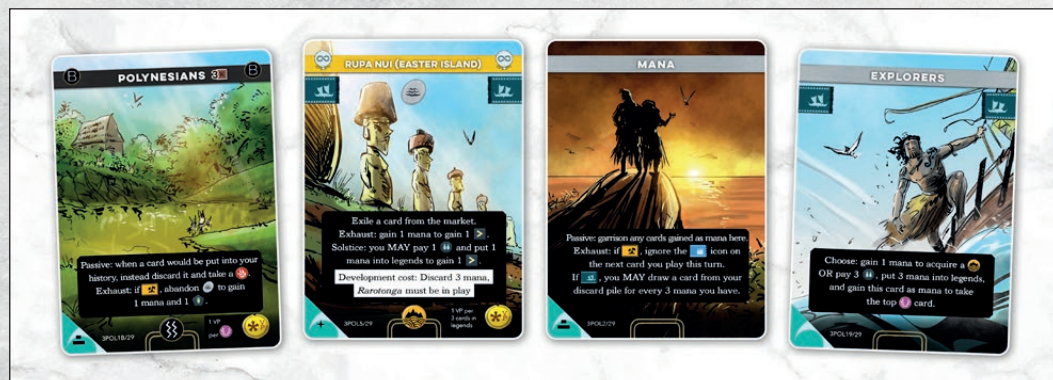 POLYNESIANS 3
B
B
Passive: when a card would be put into your
history, instead discard it and take a
Exhaust: if , abandon to gain
1 mana and 1 .
1 VP
per
3POL1B/29
RUPA NUI (EASTER ISLAND)
Exile a card from the market.
Exhaust: gain 1 mana to gain 1 .
Solstice: you MAY pay 1 and put 1
mana into legends to gain 1 .
Development cost: Discard 3 mana,
Rarotonga must be in play
1 VP per
3 cards in
legends
3POL5/29
MANA
Passive: garrison any cards gained as mana here.
Exhaust: if , ignore the icon on
the next card you play this turn.
If , you MAY draw a card from your
discard pile for every 3 mana you have.
3POL2/29
EXPLORERS
Choose: gain 1 mana to acquire a
OR pay 3 , put 3 mana into legends,
and gain this card as mana to take
the top card.
3POL19/29